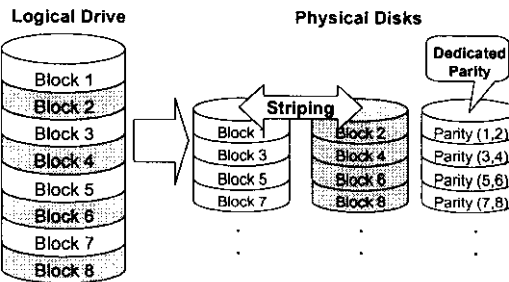 Logical Drive
Physical Disks
Dedicated
Parity
Block 1
Block 2
Block 3
Block 4
Block 5
Block 6
Block 7
Block 8
Striping
Block
Block 3
Block 5
Block 7
Block 2
Block 4
Block 6
Block 8
Parity (1,2)
Parity (3,4)
Parity (5,6)
Parity (7,8)